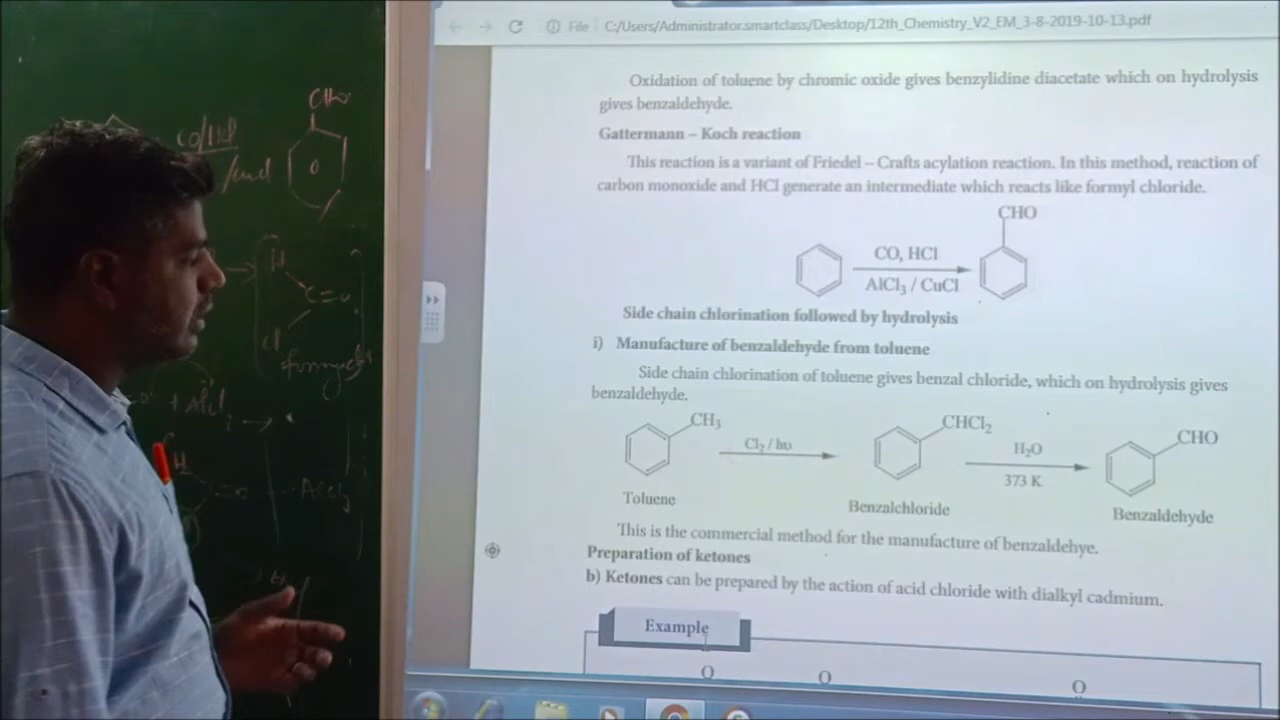 File C:/Users/Administrator.smartclass/Desktop/12th_Chemistry_V2_EM_3-8-2019-10-13.pdf
Oxidation of toluene by chromic oxide gives benzylidine diacetate which on hydrolysis
gives benzaldehyde.
Gattermann – Koch reaction
This reaction is a variant of Friedel – Crafts acylation reaction. In this method, reaction of
carbon monoxide and HCl generate an intermediate which reacts like formyl chloride.
CHO
CO, HCl
AlCl₃ / CuCl
Side chain chlorination followed by hydrolysis
i) Manufacture of benzaldehyde from toluene
Side chain chlorination of toluene gives benzal chloride, which on hydrolysis gives
benzaldehyde.
CH₃
Cl₂ / hυ
CHCl₂
H₂O
373 K
CHO
Toluene
Benzalchloride
Benzaldehyde
This is the commercial method for the manufacture of benzaldehye.
Preparation of ketones
b) Ketones can be prepared by the action of acid chloride with dialkyl cadmium.
Example
O
O
O
CHO
CO/HCl
H
Cl